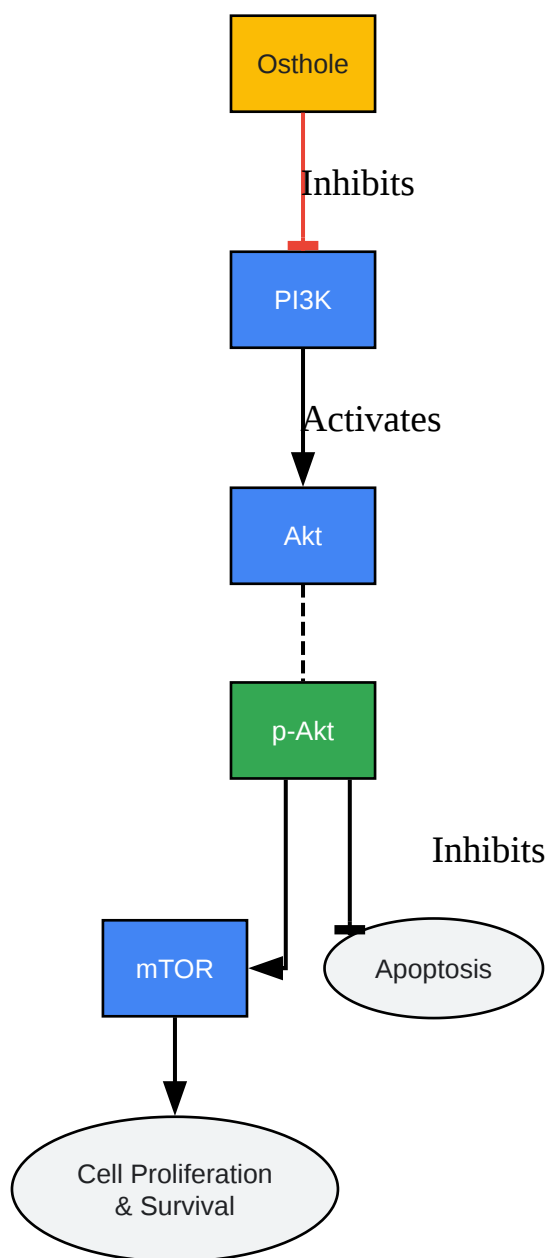 Osthole
Inhibits
PI3K
Activates
Akt
p-Akt
Inhibits
mTOR
Apoptosis
Cell Proliferation
& Survival